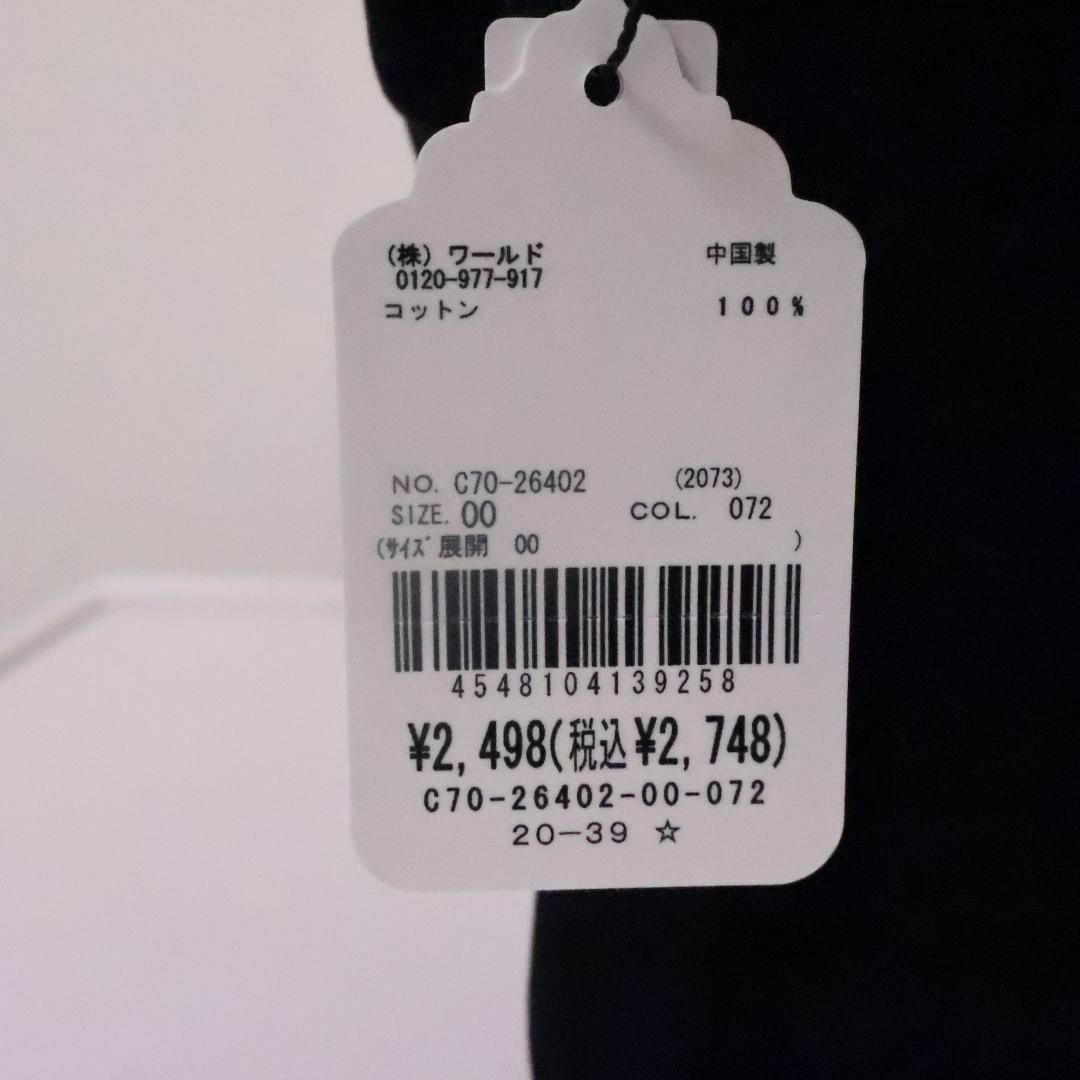 (株) ワールド 中国製
0120-977-917
コットン 100%
NO. C70-26402 (2073)
SIZE. 00 COL. 072
(サイズ展開 00 )
4548104139258
¥2,498(税込¥2,748)
C70-26402-00-072
20-39 ☆